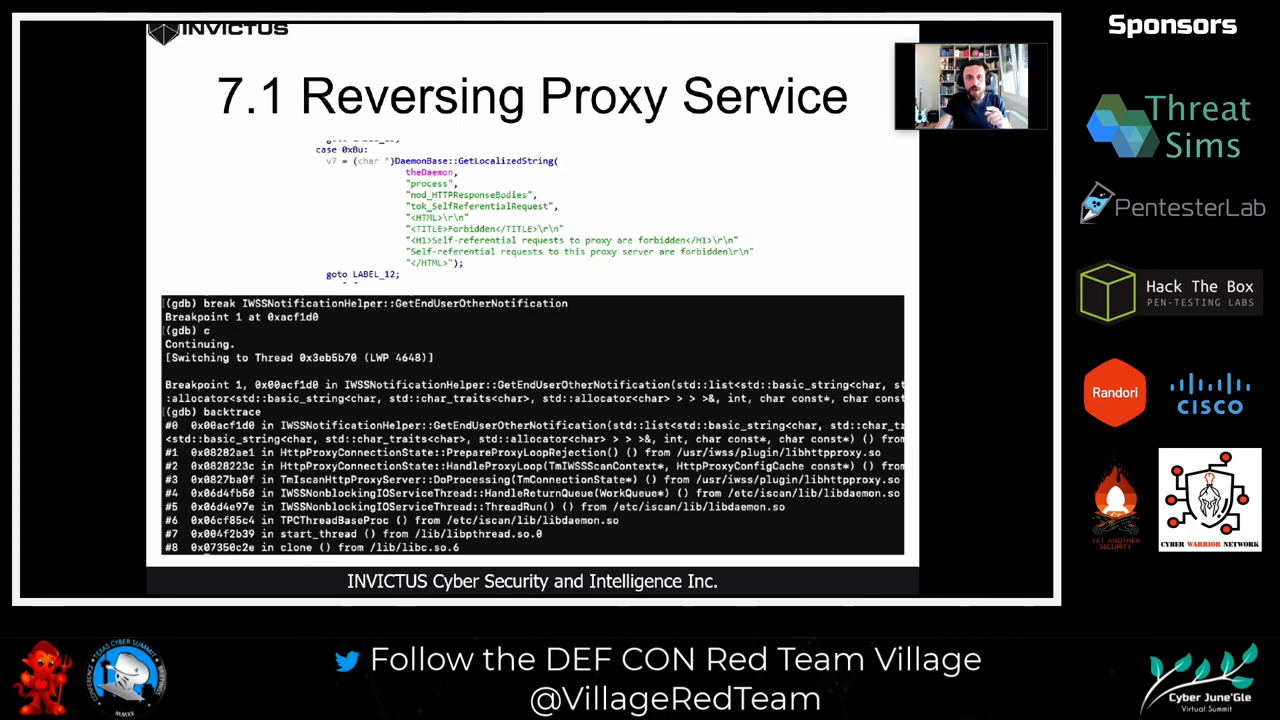 INVICTUS
7.1 Reversing Proxy Service
case 0xBu:
v7 = (char *)DaemonBase::GetLocalizedString(
theDaemon,
"process",
"nod_HTTPResponseBodies",
"tok_SelfReferentialRequest",
"<HTML>\r\n"
"<TITLE>Forbidden</TITLE>\r\n"
"<H1>Self-referential requests to proxy are forbidden</H1>\r\n"
"Self-referential requests to this proxy server are forbidden\r\n"
"</HTML>");
goto LABEL_12;
[(gdb) break IWSSNotificationHelper::GetEndUserOtherNotification
Breakpoint 1 at 0xacf1d0
[(gdb) c
Continuing.
[Switching to Thread 0x3eb5b70 (LWP 4648)]
Breakpoint 1, 0x00acf1d0 in IWSSNotificationHelper::GetEndUserOtherNotification(std::list<std::basic_string<char, st
:allocator<std::basic_string<char, std::char_traits<char>, std::allocator<char> > > >&, int, char const*, char cons
[(gdb) backtrace
#0 0x00acf1d0 in IWSSNotificationHelper::GetEndUserOtherNotification(std::list<std::basic_string<char, std::char_tr
<std::basic_string<char, std::char_traits<char>, std::allocator<char> > > >&, int, char const*, char const*) () from
#1 0x08282ae1 in HttpProxyConnectionState::PrepareProxyLoopRejection() () from /usr/iwss/plugin/libhttpproxy.so
#2 0x0828223c in HttpProxyConnectionState::HandleProxyLoop(TmIWSSScanContext*, HttpProxyConfigCache const*) () from
#3 0x0827ba0f in TmIscanHttpProxyServer::DoProcessing(TmConnectionState*) () from /usr/iwss/plugin/libhttpproxy.so
#4 0x06d4fb50 in IWSSNonblockingIOServiceThread::HandleReturnQueue(WorkQueue*) () from /etc/iscan/lib/libdaemon.so
#5 0x06d4e97e in IWSSNonblockingIOServiceThread::ThreadRun() () from /etc/iscan/lib/libdaemon.so
#6 0x06cf85c4 in TPCThreadBaseProc () from /etc/iscan/lib/libdaemon.so
#7 0x004f2b39 in start_thread () from /lib/libpthread.so.0
#8 0x07350c2e in clone () from /lib/libc.so.6
INVICTUS Cyber Security and Intelligence Inc.
Sponsors
Threat
Sims
PentesterLab
Hack The Box
PEN-TESTING LABS
Randori
CISCO
YET ANOTHER
SECURITY
CYBER WARRIOR NETWORK
TEXAS CYBER SUMMIT
Follow the DEF CON Red Team Village
@VillageRedTeam
Cyber June'Gle
Virtual Summit